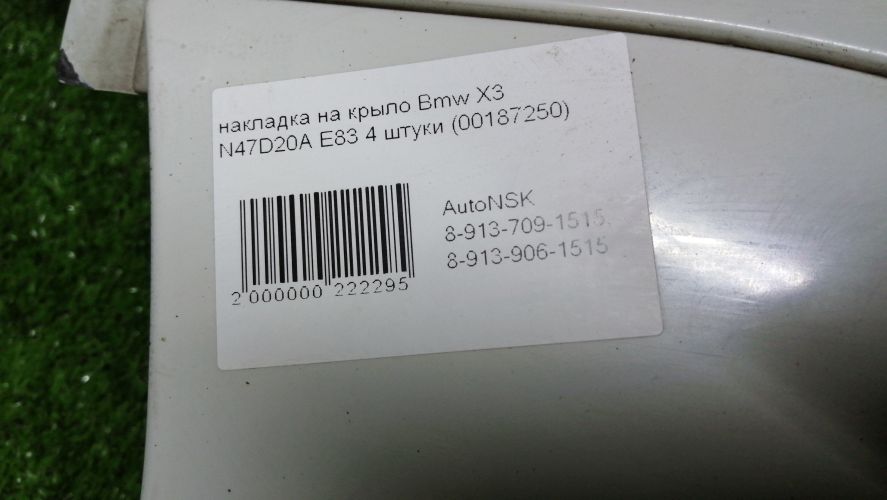 накладка на крыло Bmw X3
N47D20A E83 4 штуки (00187250)
AutoNSK
8-913-709-1515,
8-913-906-1515
2 000000 222295